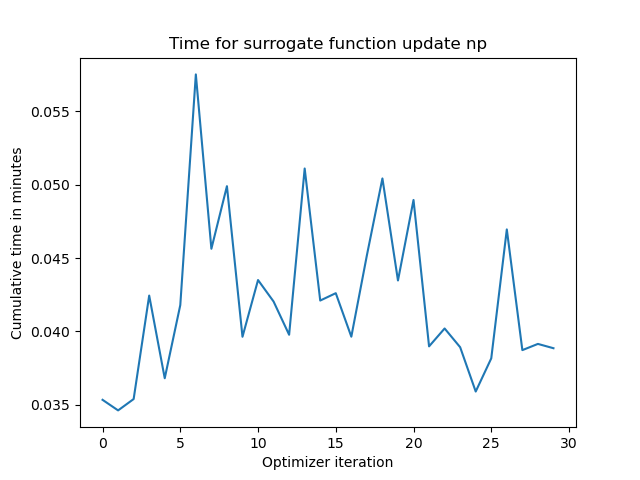 Time for surrogate function update np
Cumulative time in minutes
0.055
0.050
0.045
0.040
0.035
0 5 10 15 20 25 30
Optimizer iteration